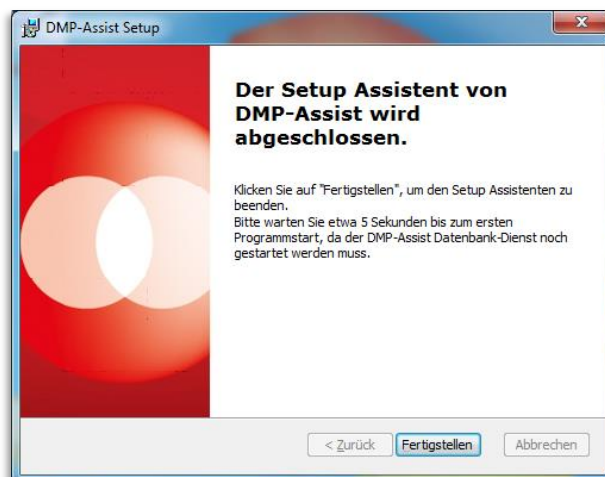 DMP-Assist Setup
Der Setup Assistent von
DMP-Assist wird
abgeschlossen.
Klicken Sie auf "Fertigstellen", um den Setup Assistenten zu
beenden.
Bitte warten Sie etwa 5 Sekunden bis zum ersten
Programmstart, da der DMP-Assist Datenbank-Dienst noch
gestartet werden muss.
< Zurück Fertigstellen Abbrechen